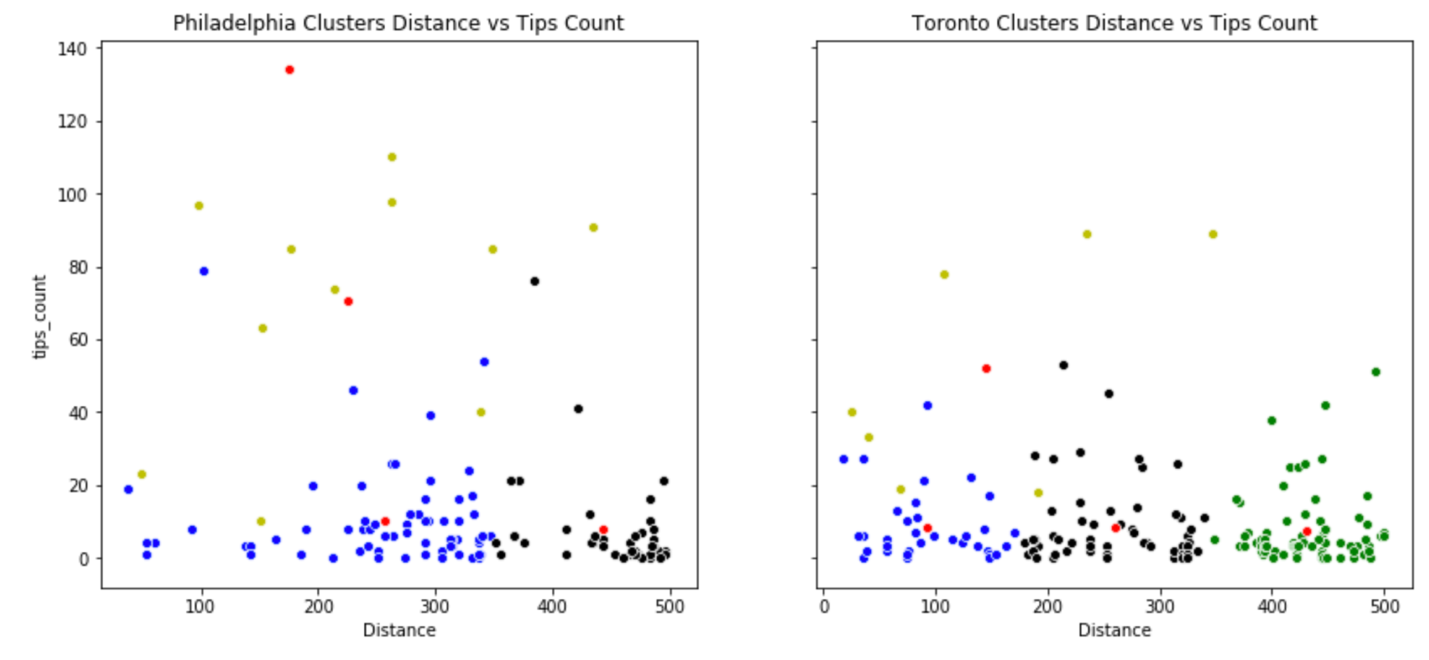 Philadelphia Clusters Distance vs Tips Count
140
120
100
80
60
40
20
0
tips_count
100 200 300 400 500
Distance
Toronto Clusters Distance vs Tips Count
0 100 200 300 400 500
Distance